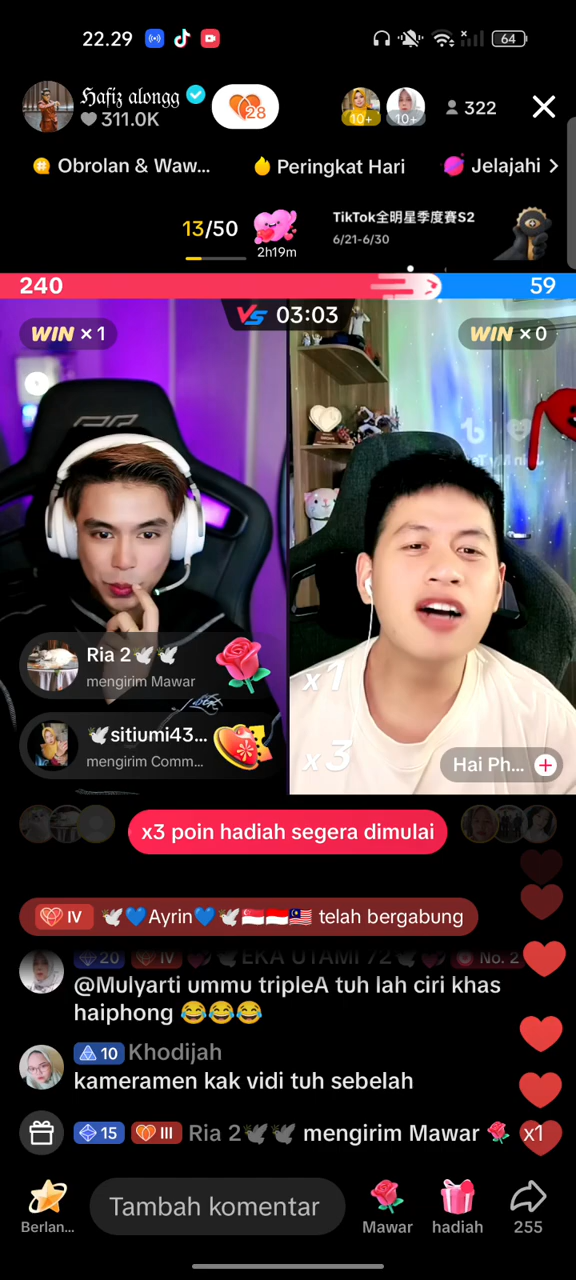 22.29
64
Hafiz alongg
311.0K
28
10+
10+
322
Obrolan & Waw...
Peringkat Hari
Jelajahi
13/50
2h19m
TikTok全明星季度賽S2
6/21-6/30
240
59
VS 03:03
WIN × 1
WIN × 0
Ria 2🕊️🕊️
mengirim Mawar
🕊️sitiumi43...
mengirim Comm...
x1
x3
Hai Ph...
x3 poin hadiah segera dimulai
IV 🕊️💙Ayrin💙🕊️🇸🇬🇮🇩🇲🇾 telah bergabung
20 IV EKA UTAMI 72 No. 2
@Mulyarti ummu tripleA tuh lah ciri khas
haiphong 😂😂😂
10 Khodijah
kameramen kak vidi tuh sebelah
15 III Ria 2🕊️🕊️ mengirim Mawar 🌹 x1
Berlan...
Tambah komentar
Mawar
hadiah
255